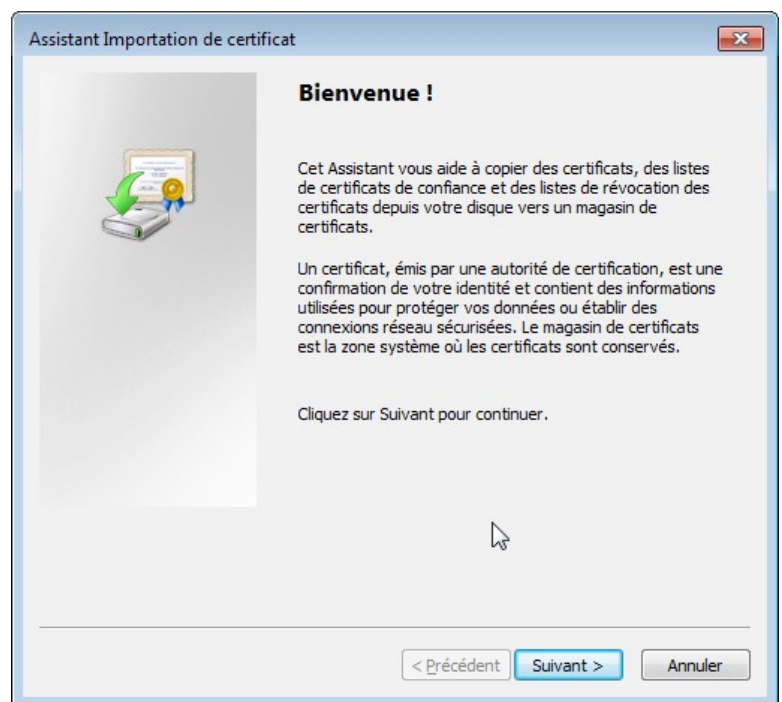 Assistant Importation de certificat
Bienvenue !
Cet Assistant vous aide à copier des certificats, des listes
de certificats de confiance et des listes de révocation des
certificats depuis votre disque vers un magasin de
certificats.
Un certificat, émis par une autorité de certification, est une
confirmation de votre identité et contient des informations
utilisées pour protéger vos données ou établir des
connexions réseau sécurisées. Le magasin de certificats
est la zone système où les certificats sont conservés.
Cliquez sur Suivant pour continuer.
< Précédent Suivant > Annuler